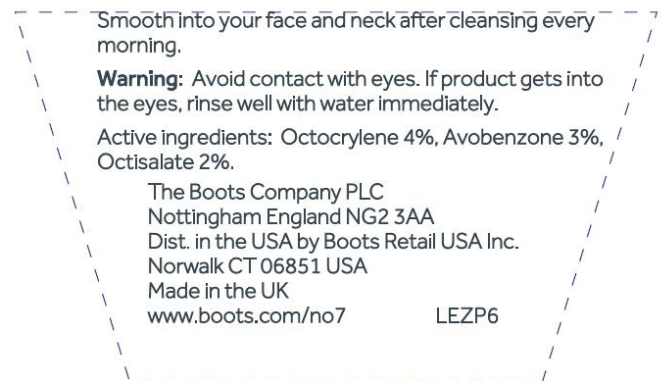 Smooth into your face and neck after cleansing every
morning.
Warning: Avoid contact with eyes. If product gets into
the eyes, rinse well with water immediately.
Active ingredients: Octocrylene 4%, Avobenzone 3%,
Octisalate 2%.
The Boots Company PLC
Nottingham England NG2 3AA
Dist. in the USA by Boots Retail USA Inc.
Norwalk CT 06851 USA
Made in the UK
www.boots.com/no7 LEZP6